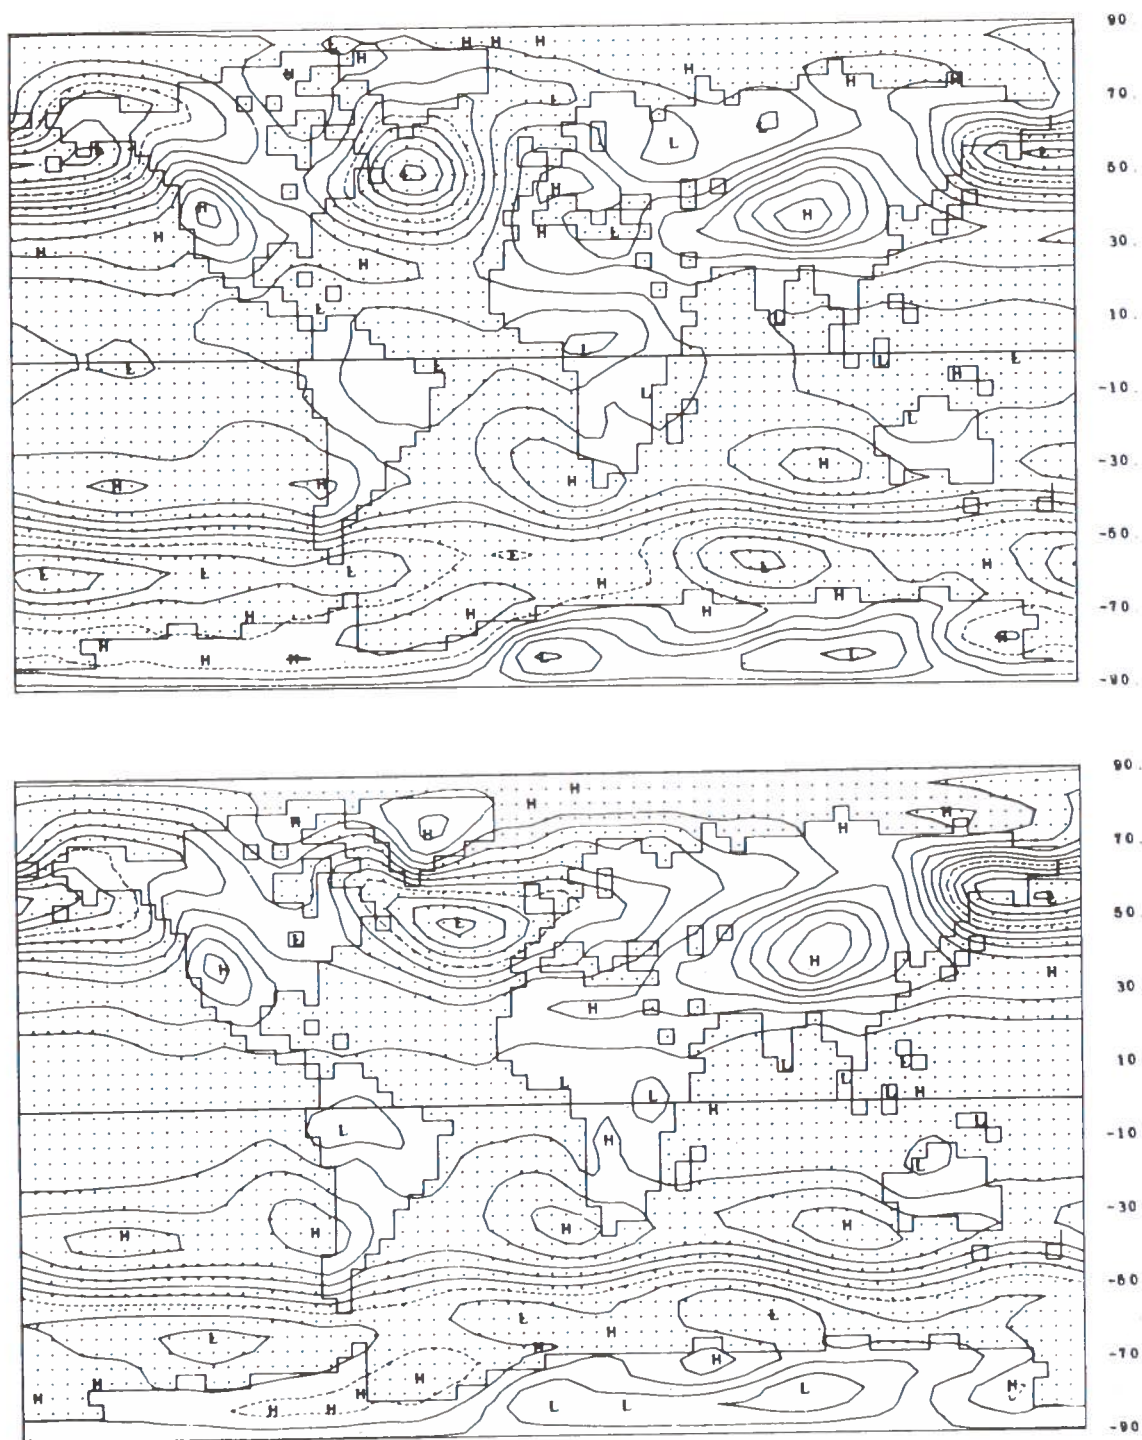 90.
L H H H
H
H
H H H
70.
L
L
L
L L
50.
L
H
H H
H L
H H 30.
H
L 10.
L
L
L L L L
H -10.
L
L
H -30.
H H H
-50.
L H
L L L L
H
H H H H -70.
H
H H H L L
-90.
90.
H
H
H
H H H 70.
L
L L 50.
H H H 30.
H
L
L L
L L H 10.
L H
L H L -10.
L
H H H H -30.
-50.
L L
L H
H H -70.
H H H L H
H H H L L
-90.